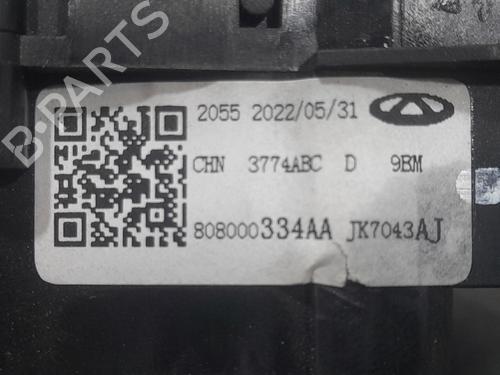 B-PARTS
2055 2022/05/31
CHN 3774ABC D 9BM
808000334AA JK7043AJ